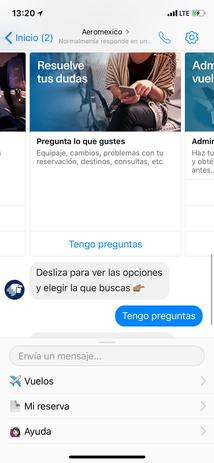 13:20
LTE
Inicio (2)
Aeromexico >
Normalmente responde en un...
Resuelve
tus dudas
Adm
vuel
Pregunta lo que gustes
Equipaje, cambios, problemas con tu
reservación, destinos, consultas, etc.
Admin
Haz tu
y obté
antes..
s
Tengo preguntas
Desliza para ver las opciones
y elegir la que buscas 👉🏽
Tengo preguntas
Envía un mensaje...
Vuelos
Mi reserva
Ayuda